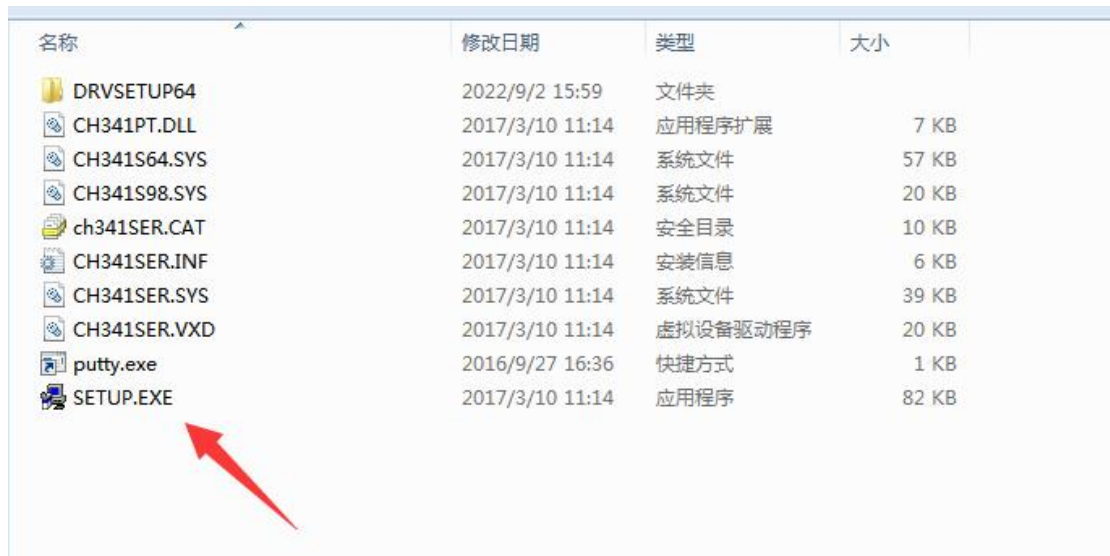 名称 修改日期 类型 大小
DRVSETUP64 2022/9/2 15:59 文件夹
CH341PT.DLL 2017/3/10 11:14 应用程序扩展 7 KB
CH341S64.SYS 2017/3/10 11:14 系统文件 57 KB
CH341S98.SYS 2017/3/10 11:14 系统文件 20 KB
ch341SER.CAT 2017/3/10 11:14 安全目录 10 KB
CH341SER.INF 2017/3/10 11:14 安装信息 6 KB
CH341SER.SYS 2017/3/10 11:14 系统文件 39 KB
CH341SER.VXD 2017/3/10 11:14 虚拟设备驱动程序 20 KB
putty.exe 2016/9/27 16:36 快捷方式 1 KB
SETUP.EXE 2017/3/10 11:14 应用程序 82 KB